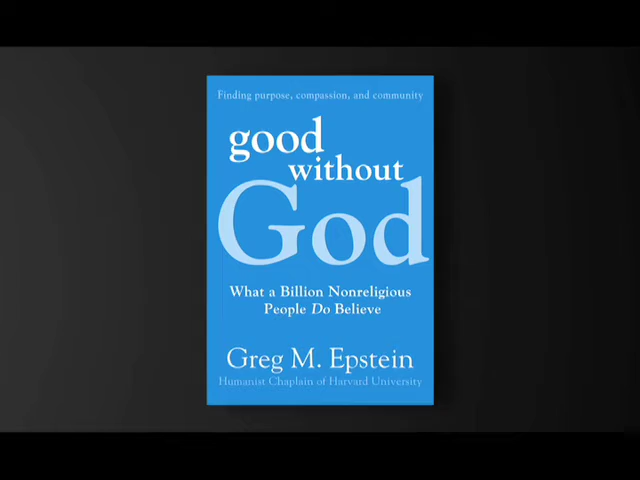 Finding purpose, compassion, and community
good
without
God
What a Billion Nonreligious
People Do Believe
Greg M. Epstein
Humanist Chaplain of Harvard University